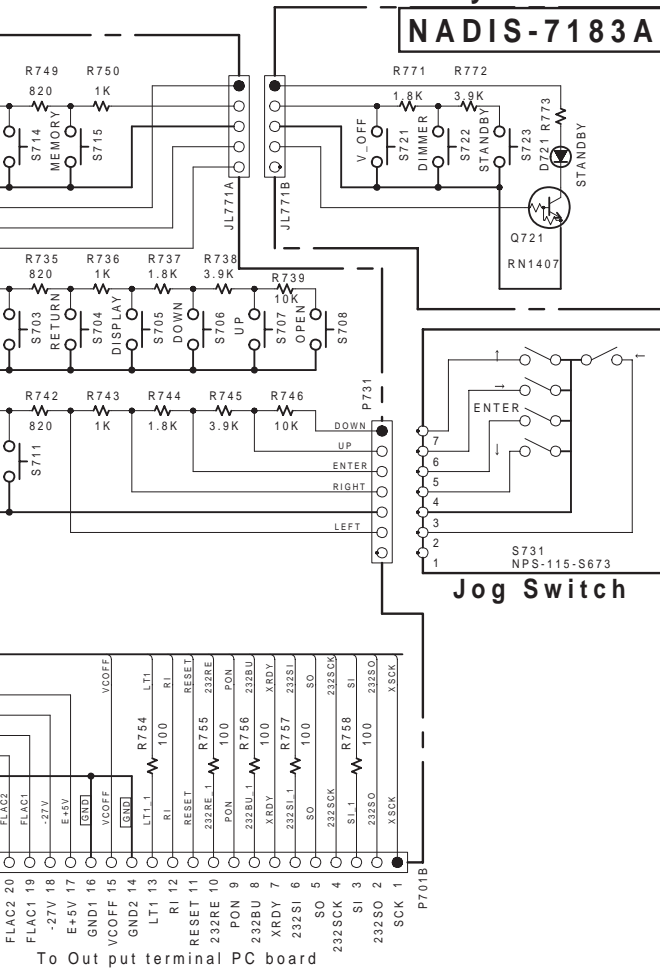 NADIS-7183A
R749
R750
820
1K
S714
MEMORY
S715
JL771A
JL771B
R771
R772
1.8K
3.9K
V_OFF
S721
DIMMER
S722
STANDBY
S723
R773
D721
STANDBY
Q721
RN1407
R735
R736
R737
R738
R739
820
1K
1.8K
3.9K
10K
S703
RETURN
S704
DISPLAY
S705
DOWN
S706
UP
S707
OPEN
S708
R742
R743
R744
R745
R746
820
1K
1.8K
3.9K
10K
S711
P731
DOWN
UP
ENTER
RIGHT
LEFT
↑
←
→
ENTER
↓
7
6
5
4
3
2
1
S731
NPS-115-S673
Jog Switch
VCOFF
LT1
RI
RESET
232RE
PON
232BU
XRDY
232SI
SO
232SCK
SI
232SO
XSCK
R754
100
R755
100
R756
100
R757
100
R758
100
FLAC2
FLAC1
-27V
E+5V
GND
VCOFF
GND
LT1_1
RI
RESET
232RE_1
PON
232BU_1
XRDY
232SI_1
SO
232SCK
SI_1
232SO
XSCK
FLAC2 20
FLAC1 19
-27V 18
E+5V 17
GND1 16
VCOFF 15
GND2 14
LT1 13
RI 12
RESET 11
232RE 10
PON 9
232BU 8
XRDY 7
232SI 6
SO 5
232SCK 4
SI 3
232SO 2
SCK 1
P701B
To Out put terminal PC board